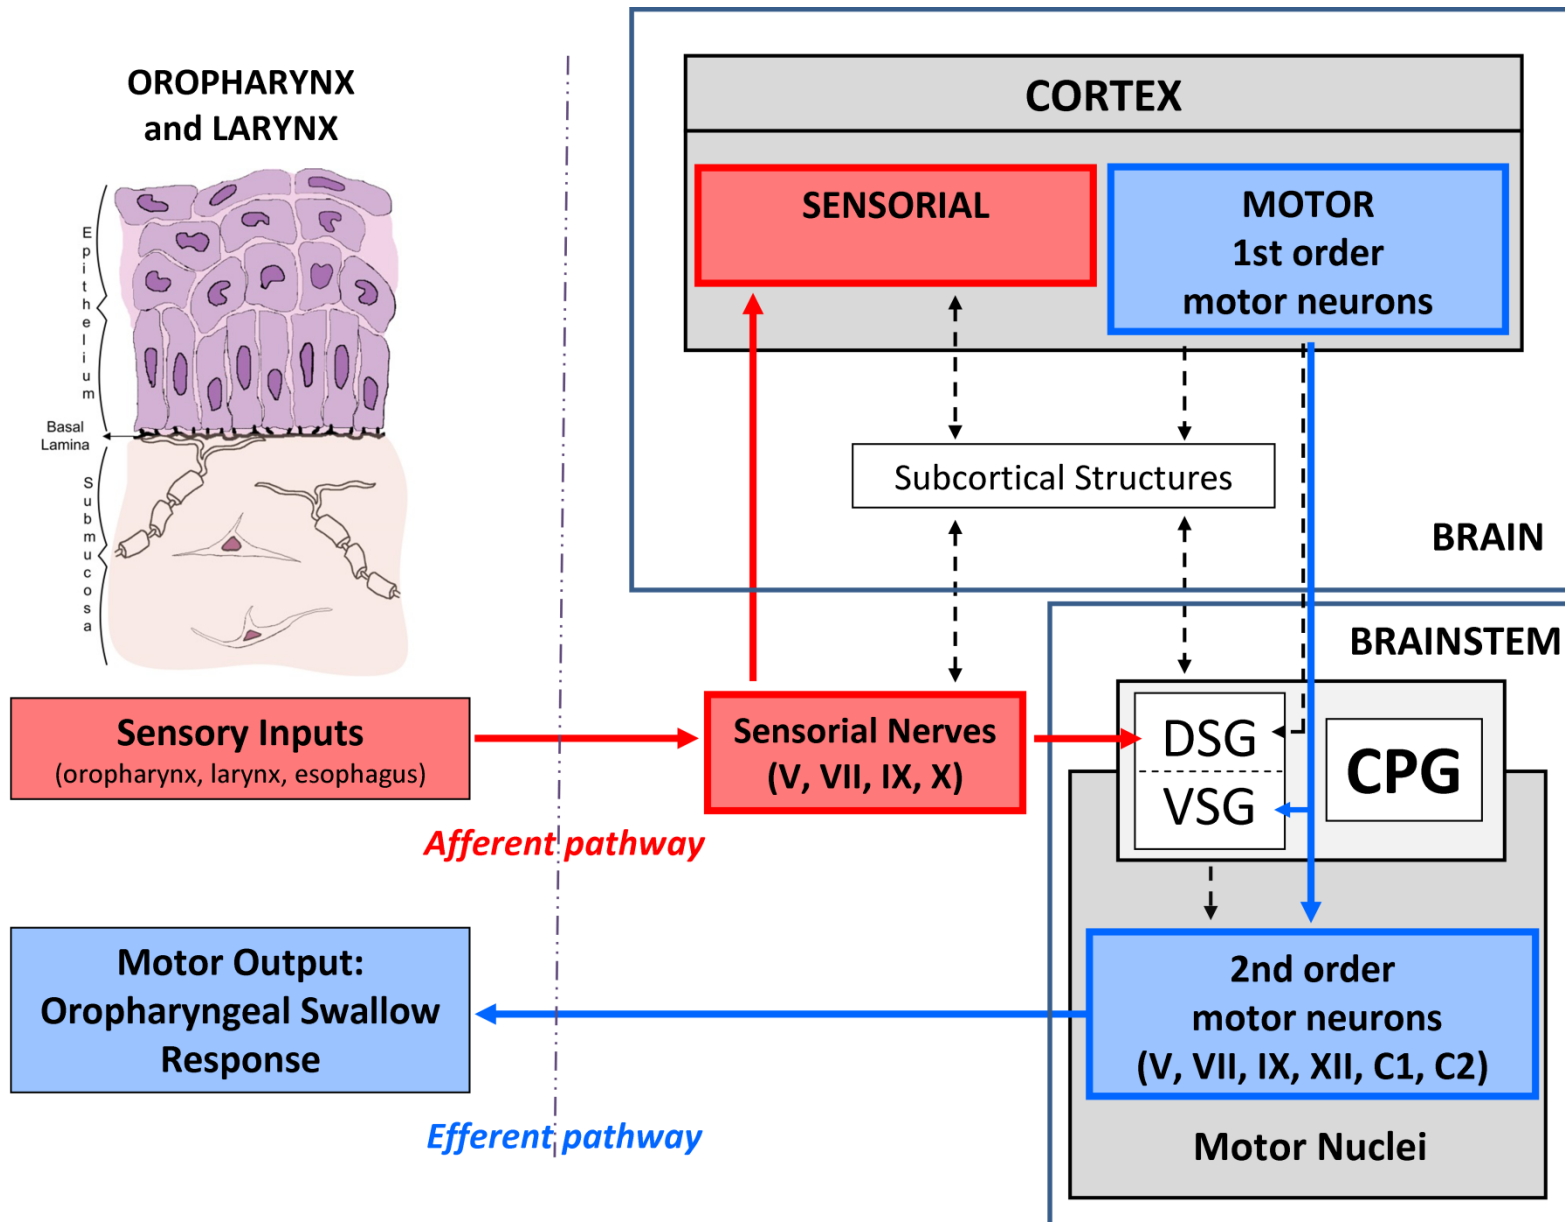 OROPHARYNX
and LARYNX
Epithelium
Basal
Lamina
Submucosa
CORTEX
SENSORIAL
MOTOR
1st order
motor neurons
Subcortical Structures
BRAIN
BRAINSTEM
Sensory Inputs
(oropharynx, larynx, esophagus)
Sensorial Nerves
(V, VII, IX, X)
DSG
VSG
CPG
Afferent pathway
Motor Output:
Oropharyngeal Swallow
Response
2nd order
motor neurons
(V, VII, IX, XII, C1, C2)
Efferent pathway
Motor Nuclei